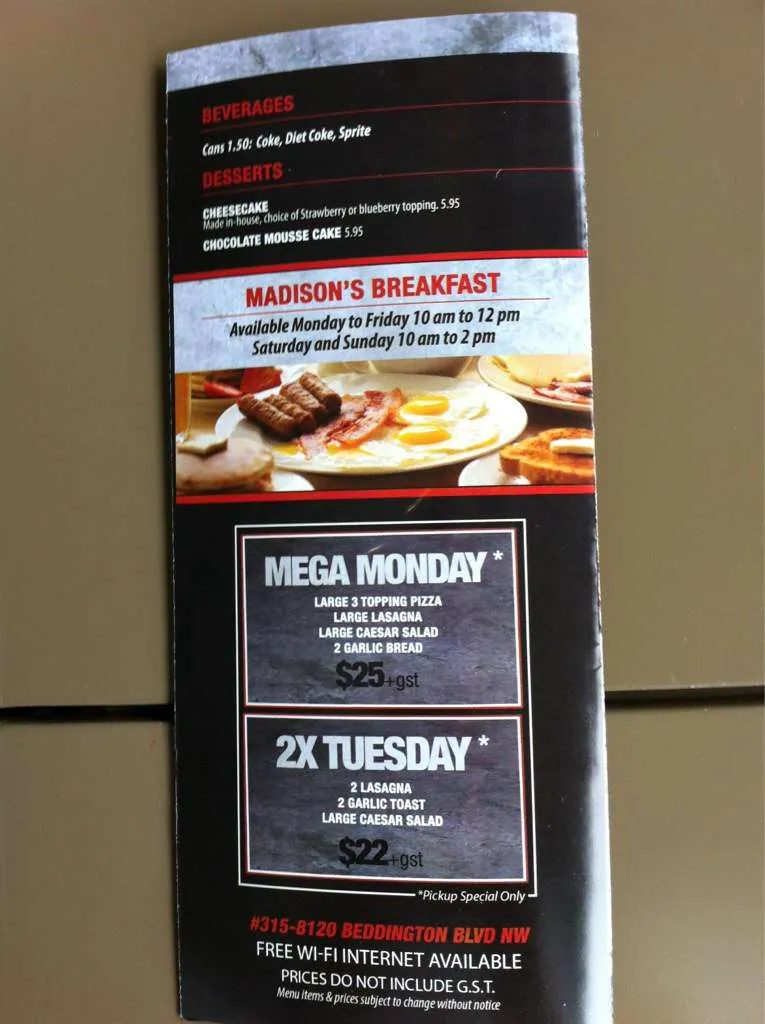 BEVERAGES
Cans 1.50: Coke, Diet Coke, Sprite
DESSERTS
CHEESECAKE
Made in-house, choice of Strawberry or blueberry topping. 5.95
CHOCOLATE MOUSSE CAKE 5.95
MADISON'S BREAKFAST
Available Monday to Friday 10 am to 12 pm
Saturday and Sunday 10 am to 2 pm
MEGA MONDAY *
LARGE 3 TOPPING PIZZA
LARGE LASAGNA
LARGE CAESAR SALAD
2 GARLIC BREAD
$25+gst
2X TUESDAY *
2 LASAGNA
2 GARLIC TOAST
LARGE CAESAR SALAD
$22+gst
*Pickup Special Only
#315-8120 BEDDINGTON BLVD NW
FREE WI-FI INTERNET AVAILABLE
PRICES DO NOT INCLUDE G.S.T.
Menu items & prices subject to change without notice